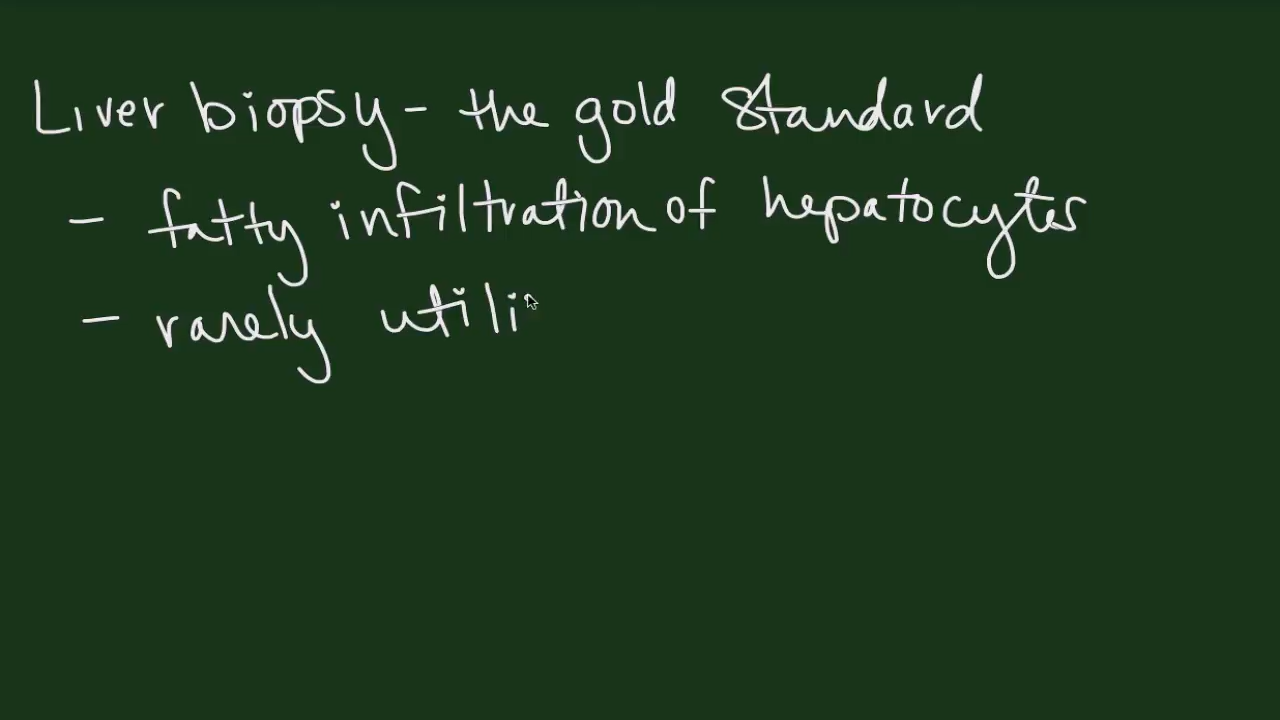 Liver biopsy - the gold standard
- fatty infiltration of hepatocytes
- rarely utili